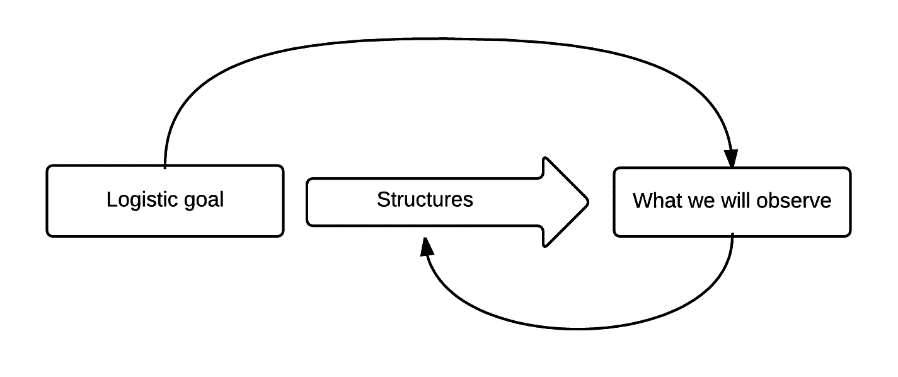 Logistic goal
Structures
What we will observe